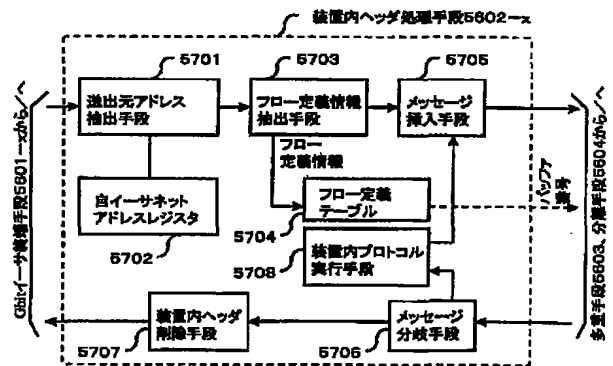 装置内ヘッダ処理手段5602-x
5701
5703
5705
送出元アドレス
抽出手段
フロー定義情報
抽出手段
メッセージ
挿入手段
フロー
定義情報
自イーサネット
アドレスレジスタ
5702
フロー定義
テーブル
5704
バッファ
番号
5708
装置内プロトコル
実行手段
装置内ヘッダ
削除手段
メッセージ
分岐手段
5707
5706
Gbitイーサ終端手段5601-xから/へ
多重手段5603、分離手段5604から/へ